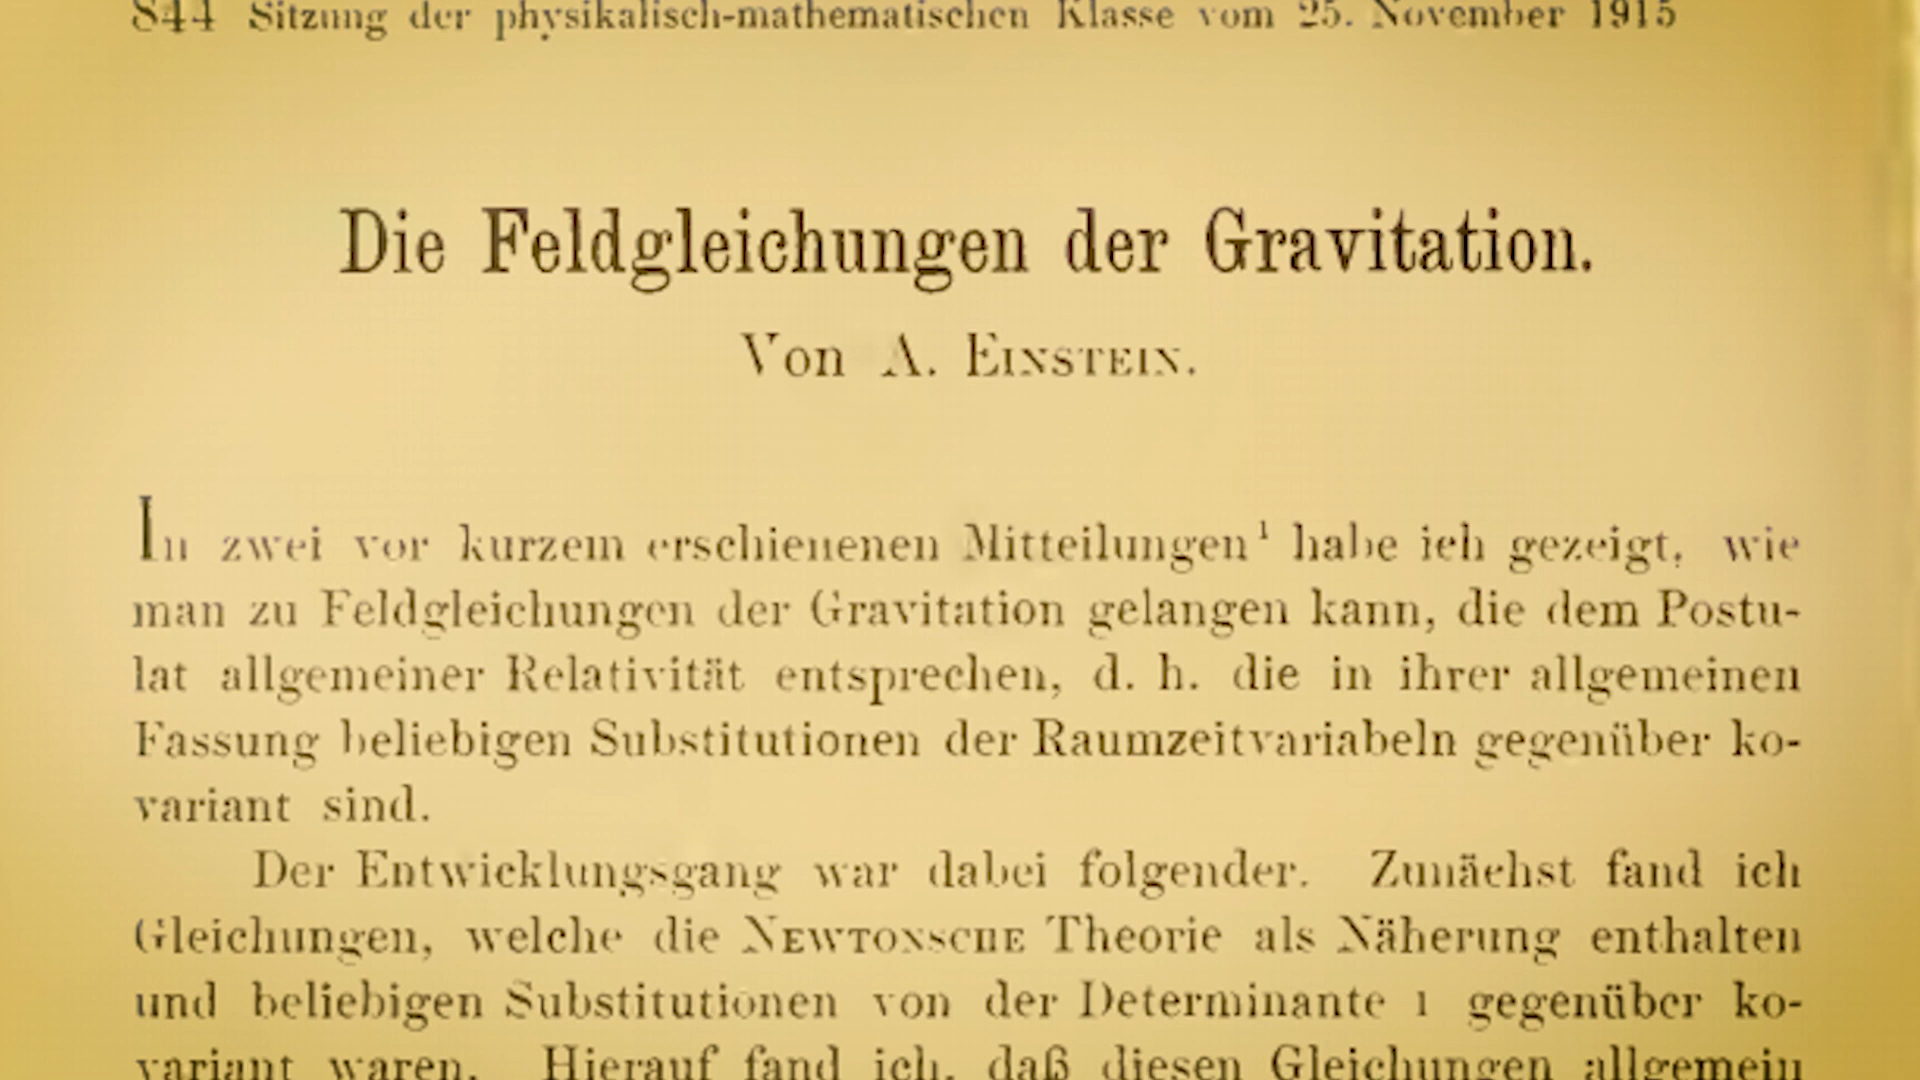 844 Sitzung der physikalisch-mathematischen Klasse vom 25. November 1915
Die Feldgleichungen der Gravitation.
Von A. EINSTEIN.
In zwei vor kurzem erschienenen Mitteilungen¹ habe ich gezeigt, wie
man zu Feldgleichungen der Gravitation gelangen kann, die dem Postu-
lat allgemeiner Relativität entsprechen, d. h. die in ihrer allgemeinen
Fassung beliebigen Substitutionen der Raumzeitvariabeln gegenüber ko-
variant sind.
Der Entwicklungsgang war dabei folgender. Zunächst fand ich
Gleichungen, welche die NEWTONSCHE Theorie als Näherung enthalten
und beliebigen Substitutionen von der Determinante 1 gegenüber ko-
variant waren. Hierauf fand ich, daß diesen Gleichungen allgemein